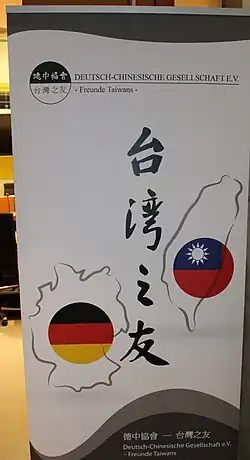 德中協會
台灣之友
DEUTSCH-CHINESISCHE GESELLSCHAFT E.V.
- Freunde Taiwans -
台灣之友
德中協會 — 台灣之友
Deutsch-Chinesische Gesellschaft e.V.
- Freunde Taiwans